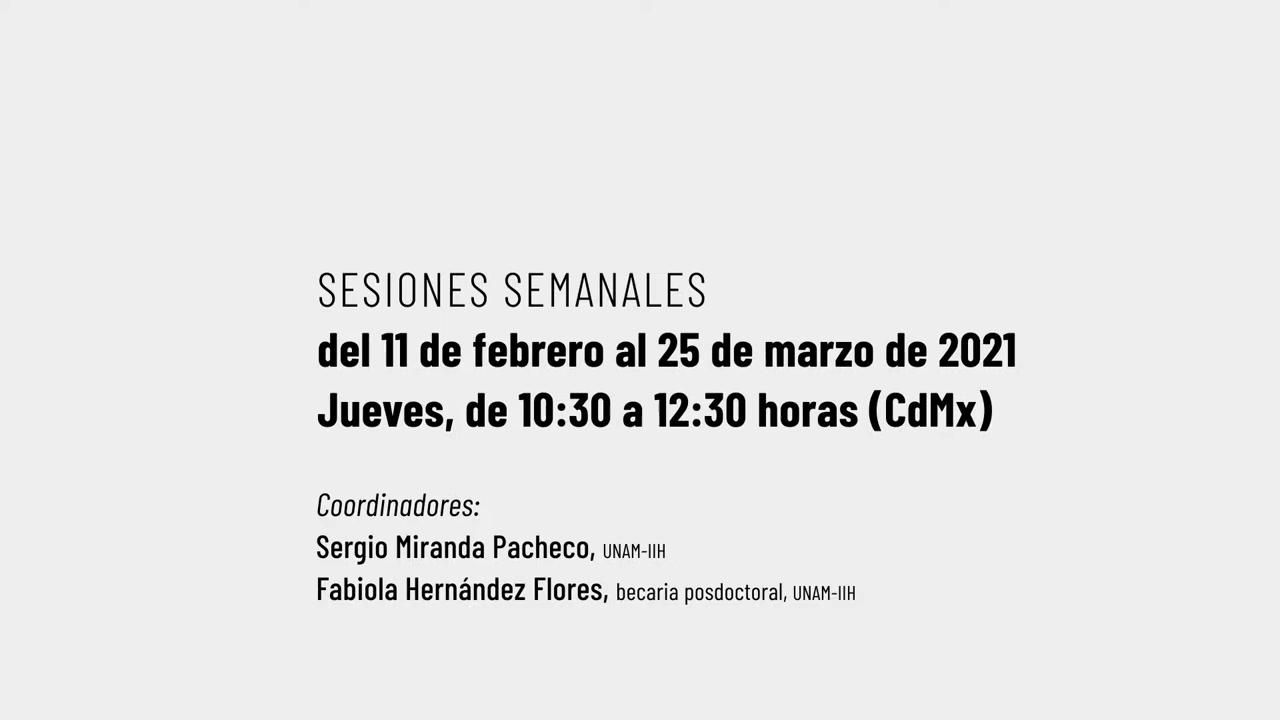 SESIONES SEMANALES
del 11 de febrero al 25 de marzo de 2021
Jueves, de 10:30 a 12:30 horas (CdMx)
Coordinadores:
Sergio Miranda Pacheco, UNAM-IIH
Fabiola Hernández Flores, becaria posdoctoral, UNAM-IIH